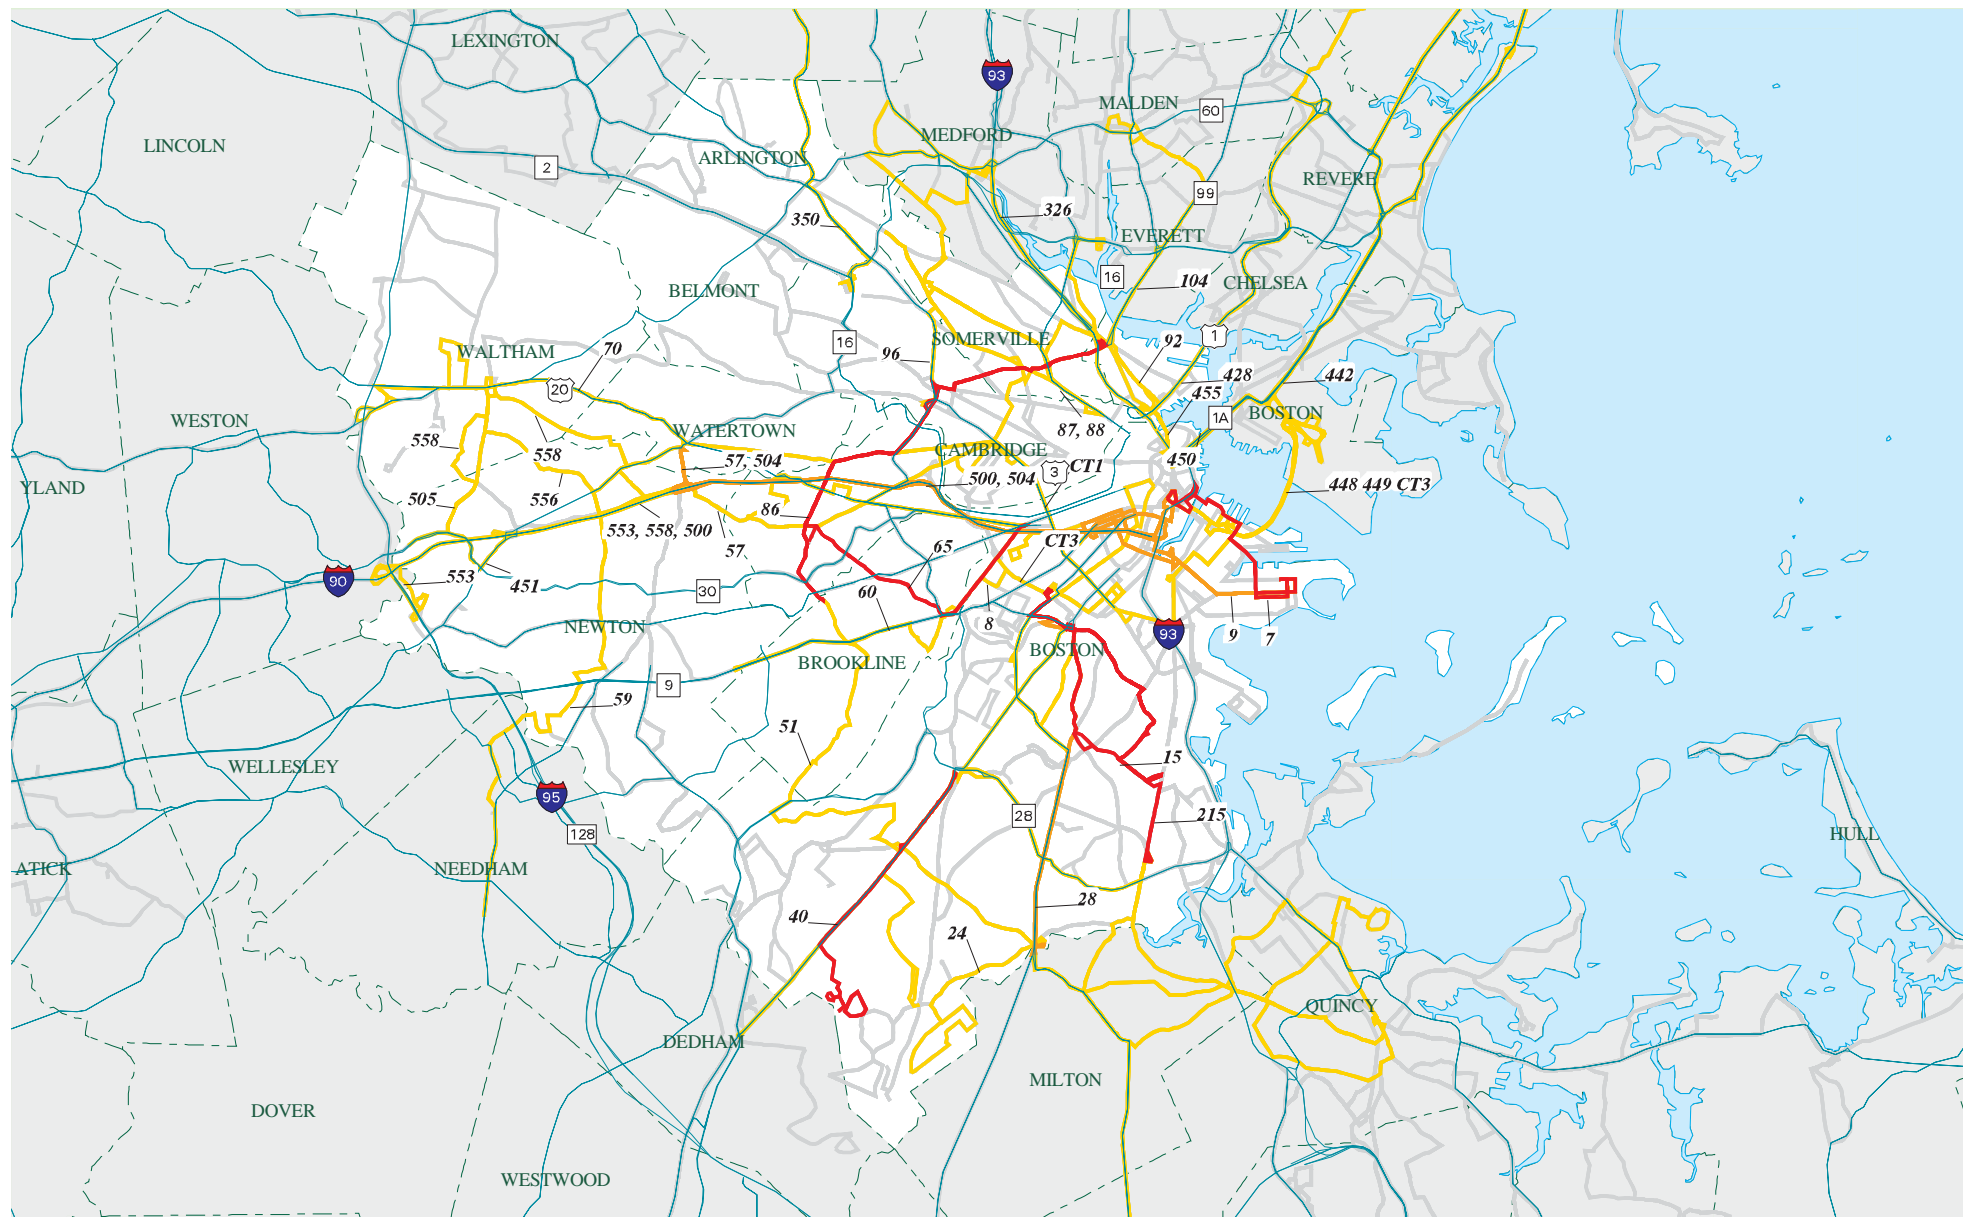 LEXINGTON
93
MALDEN
60
MEDFORD
LINCOLN
ARLINGTON
2
REVERE
99
350
326
EVERETT
16
104
CHELSEA
BELMONT
1
SOMERVILLE
16
92
WALTHAM
70
96
428
442
20
455
1A
BOSTON
WESTON
WATERTOWN
87, 88
558
558
CAMBRIDGE
57, 504
3
CT1
450
YLAND
500, 504
448 449 CT3
505
556
86
553, 558, 500
57
65
CT3
90
553
451
30
60
8
NEWTON
9
7
93
BOSTON
BROOKLINE
9
59
51
15
WELLESLEY
95
28
215
128
HULL
ATICK
NEEDHAM
28
40
24
QUINCY
DEDHAM
MILTON
DOVER
WESTWOOD